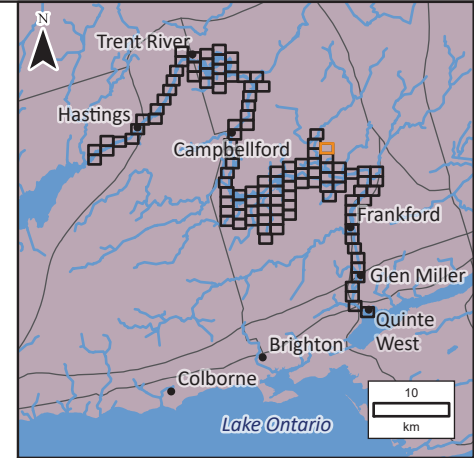 N
Trent River
Hastings
Campbellford
Frankford
Glen Miller
Quinte
West
Brighton
Colborne
Lake Ontario
10
km